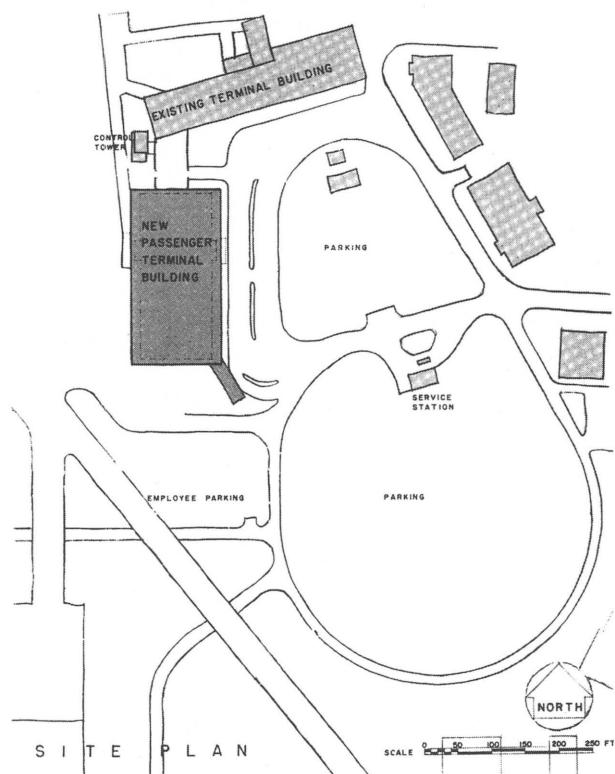 EXISTING TERMINAL BUILDING
CONTROL
TOWER
NEW
PASSENGER
TERMINAL
BUILDING
PARKING
SERVICE
STATION
EMPLOYEE PARKING
PARKING
NORTH
SITE PLAN
SCALE 0 50 100 150 200 250 FT